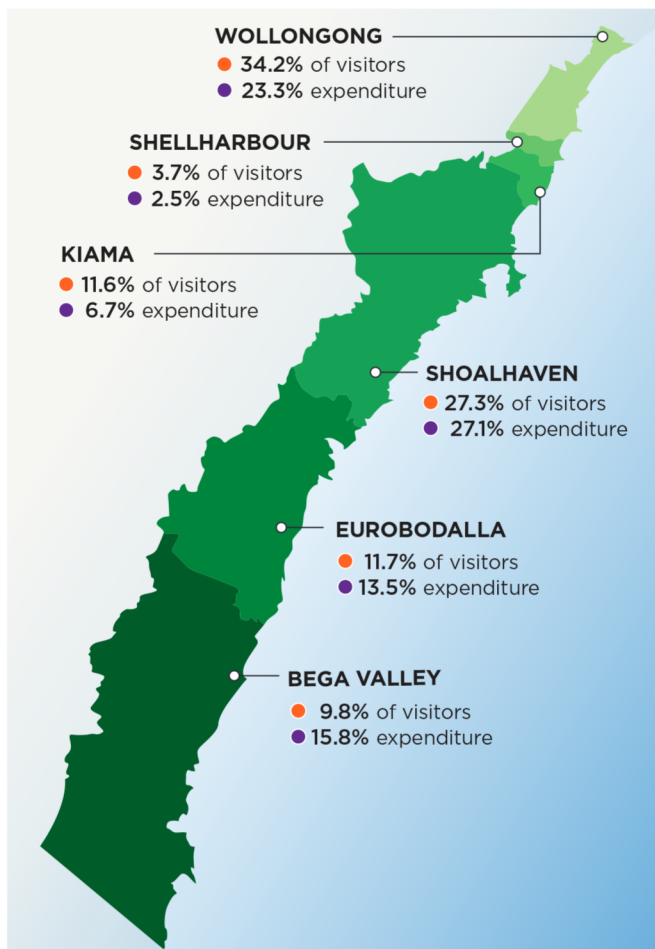 WOLLONGONG
34.2% of visitors
23.3% expenditure
SHELLHARBOUR
3.7% of visitors
2.5% expenditure
KIAMA
11.6% of visitors
6.7% expenditure
SHOALHAVEN
27.3% of visitors
27.1% expenditure
EUROBODALLA
11.7% of visitors
13.5% expenditure
BEGA VALLEY
9.8% of visitors
15.8% expenditure